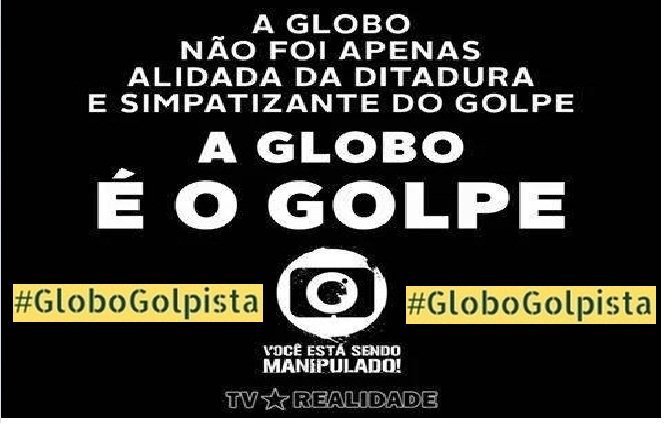 A GLOBO
NÃO FOI APENAS
ALIDADA DA DITADURA
E SIMPATIZANTE DO GOLPE
A GLOBO
É O GOLPE
#GloboGolpista
#GloboGolpista
VOCÊ ESTÁ SENDO
MANIPULADO!
TV REALIDADE